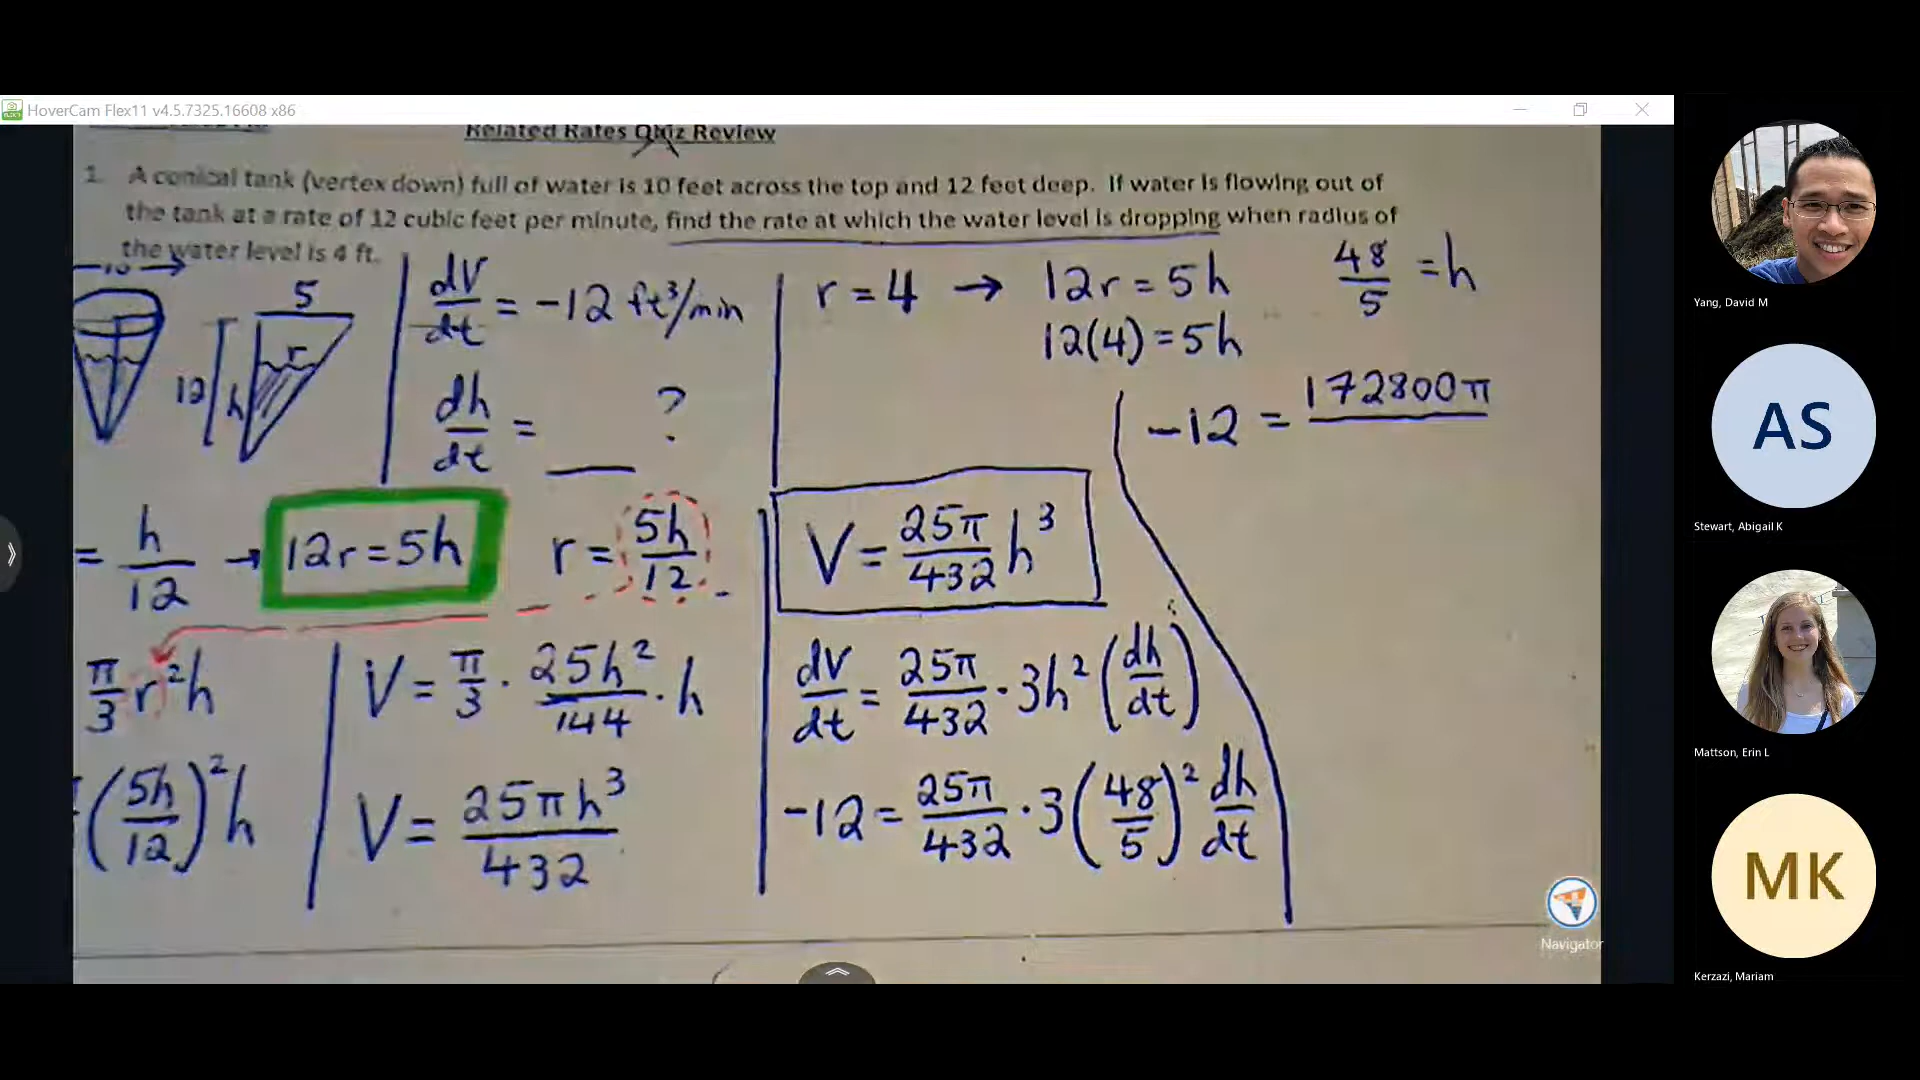 HoverCam Flex11 v4.5.7325.16608 x86
Related Rates Quiz Review
1. A conical tank (vertex down) full of water is 10 feet across the top and 12 feet deep. If water is flowing out of
the tank at a rate of 12 cubic feet per minute, find the rate at which the water level is dropping when radius of
the water level is 4 ft.
10
5
r
12
h
dV/dt = -12 ft³/min
dh/dt = ___ ?
r = 4 → 12r = 5h
12(4) = 5h
48/5 = h
-12 = 172800π
= h/12 → 12r = 5h
r = 5h/12
V = 25π/432 h³
π/3 r²h
V = π/3 · 25h²/144 · h
dV/dt = 25π/432 · 3h² (dh/dt)
(5h/12)² h
V = 25πh³/432
-12 = 25π/432 · 3(48/5)² dh/dt
Navigator
Yang, David M
AS
Stewart, Abigail K
Mattson, Erin L
MK
Kerzazi, Mariam